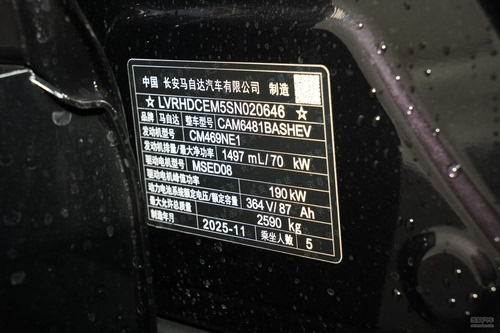 中国 长安马自达汽车有限公司 制造
☆LVRHDCEM5SN020646☆
品牌 马自达 整车型号 CAM6481BASHEV
发动机型号 CM469NE1
发动机排量/最大净功率 1497 mL/70 kW
驱动电机型号 MSED08
驱动电机峰值功率 190 kW
动力电池系统额定电压/额定容量 364 V/87 Ah
最大允许总质量 2590 kg
制造年月 2025-11 乘坐人数 5